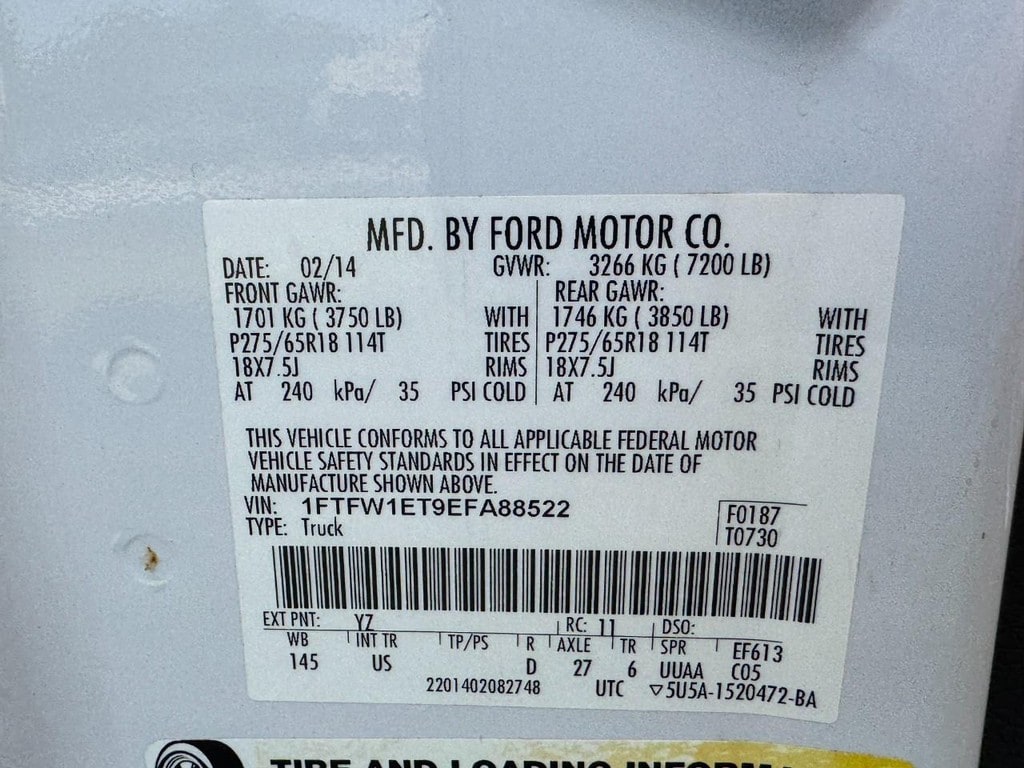 MFD. BY FORD MOTOR CO.
DATE: 02/14 GVWR: 3266 KG ( 7200 LB)
FRONT GAWR: REAR GAWR:
1701 KG ( 3750 LB) WITH 1746 KG ( 3850 LB) WITH
P275/65R18 114T TIRES P275/65R18 114T TIRES
18X7.5J RIMS 18X7.5J RIMS
AT 240 kPa/ 35 PSI COLD AT 240 kPa/ 35 PSI COLD
THIS VEHICLE CONFORMS TO ALL APPLICABLE FEDERAL MOTOR
VEHICLE SAFETY STANDARDS IN EFFECT ON THE DATE OF
MANUFACTURE SHOWN ABOVE.
VIN: 1FTFW1ET9EFA88522 F0187
TYPE: Truck T0730
EXT PNT: YZ RC: 11 DSO:
WB INT TR TP/PS R AXLE TR SPR EF613
145 US D 27 6 UUAA C05
2201402082748 UTC ▽5U5A-1520472-BA
TIRE AND LOADING INFORMA